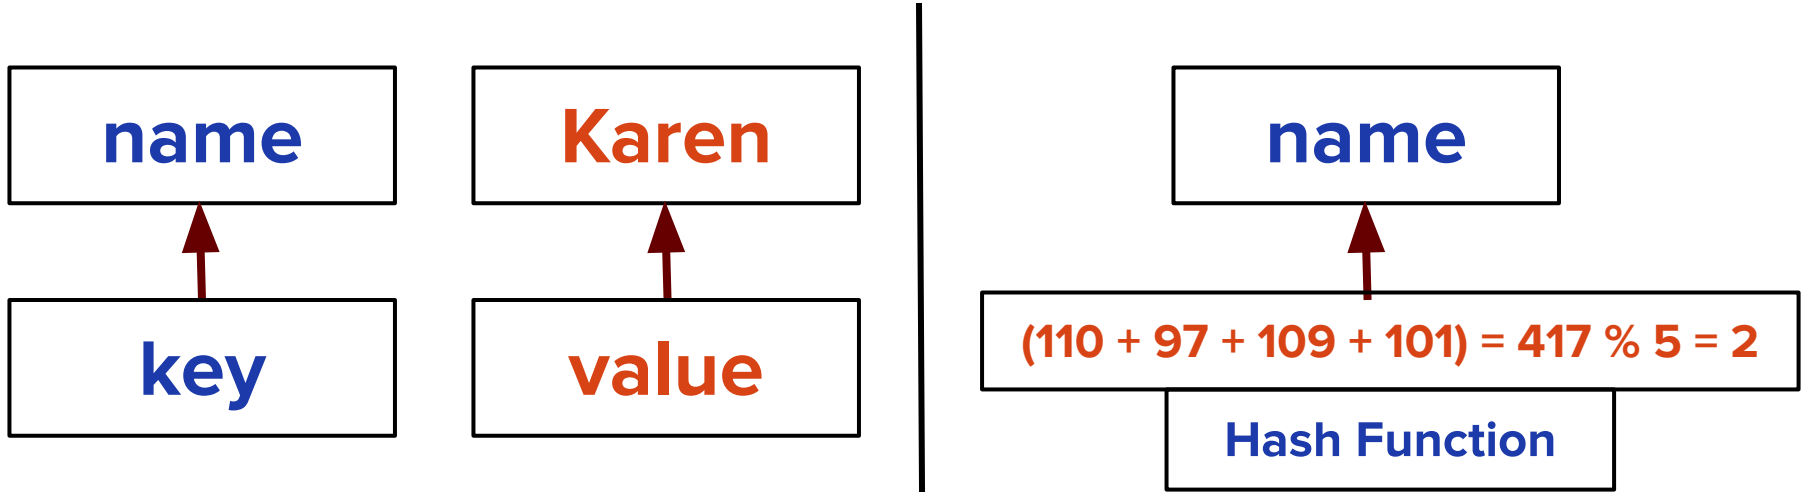 name
Karen
key
value
name
(110 + 97 + 109 + 101) = 417 % 5 = 2
Hash Function